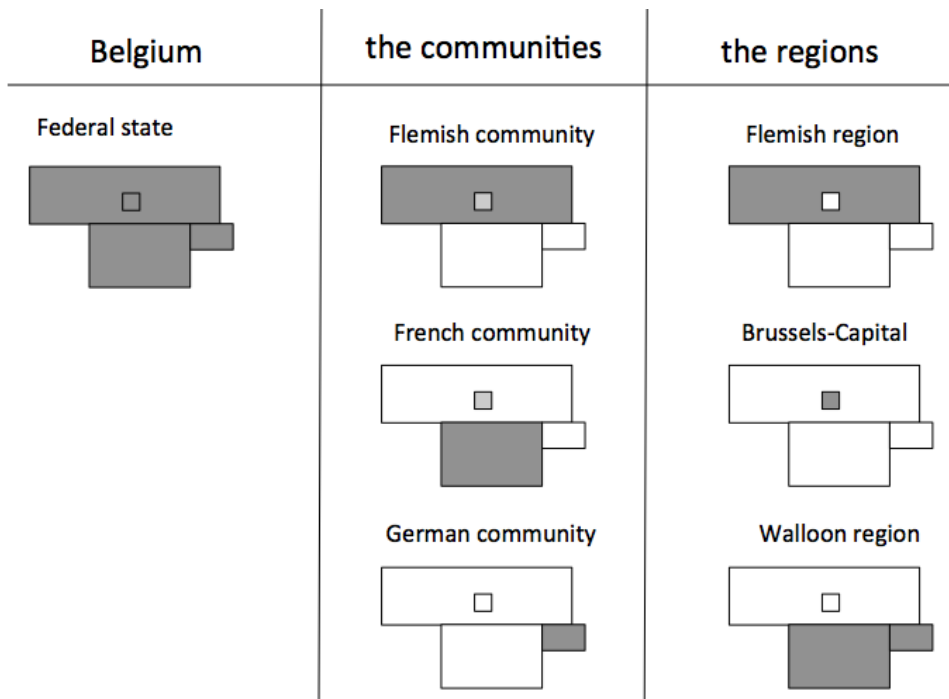 Belgium
the communities
the regions
Federal state
Flemish community
Flemish region
French community
Brussels-Capital
German community
Walloon region